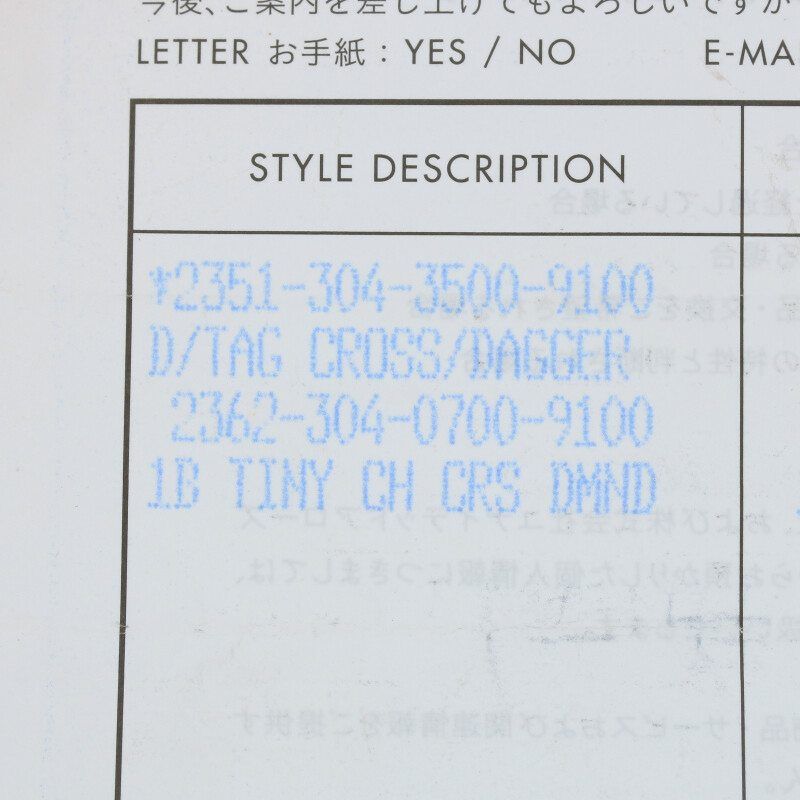 今後、ご案内を差し上げてもよろしいですか
LETTER お手紙： YES / NO E-MA
STYLE DESCRIPTION
*2351-304-3500-9100
D/TAG CROSS/DAGGER
2362-304-0700-9100
1B TINY CH CRS DMND